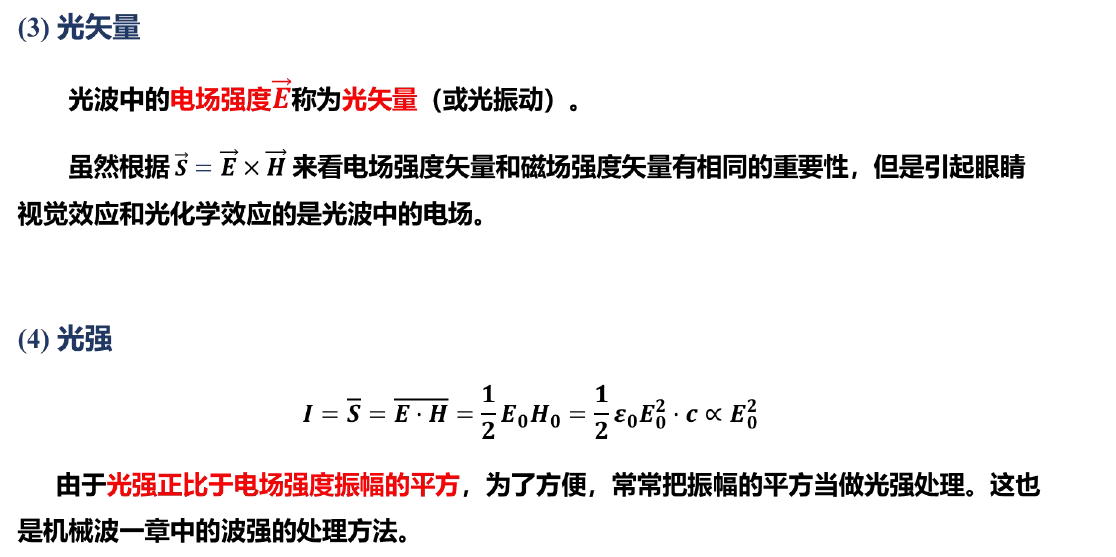 (3) 光矢量
光波中的电场强度$\vec{E}$称为光矢量（或光振动）。
虽然根据 $\vec{S} = \vec{E} \times \vec{H}$ 来看电场强度矢量和磁场强度矢量有相同的重要性，但是引起眼睛
视觉效应和光化学效应的是光波中的电场。
(4) 光强
$I = \overline{S} = \overline{E \cdot H} = \frac{1}{2} E_0 H_0 = \frac{1}{2} \varepsilon_0 E_0^2 \cdot c \propto E_0^2$
由于光强正比于电场强度振幅的平方，为了方便，常常把振幅的平方当做光强处理。这也
是机械波一章中的波强的处理方法。